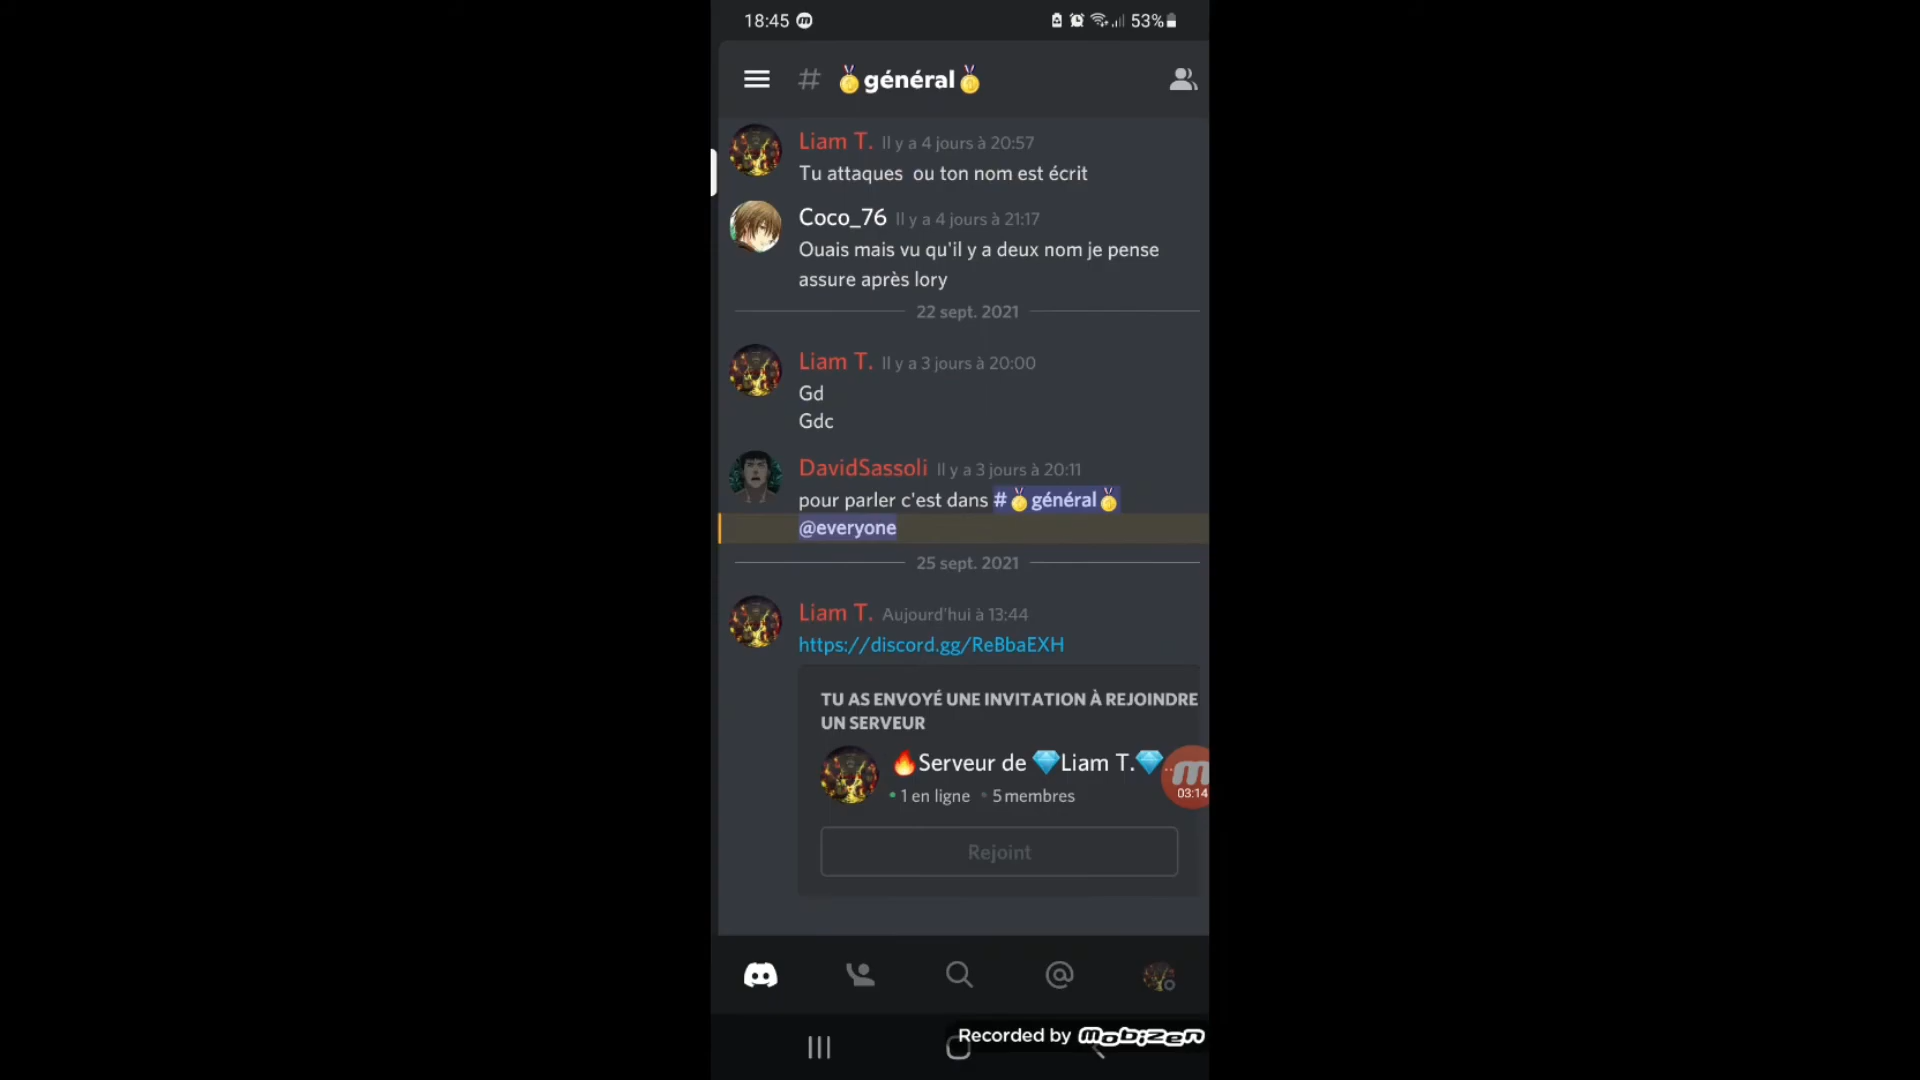 18:45 53%
# 🏅général🏅
Liam T. Il y a 4 jours à 20:57
Tu attaques ou ton nom est écrit
Coco_76 Il y a 4 jours à 21:17
Ouais mais vu qu'il y a deux nom je pense
assure après lory
22 sept. 2021
Liam T. Il y a 3 jours à 20:00
Gd
Gdc
DavidSassoli Il y a 3 jours à 20:11
pour parler c'est dans #🏅général🏅
@everyone
25 sept. 2021
Liam T. Aujourd'hui à 13:44
https://discord.gg/ReBbaEXH
TU AS ENVOYÉ UNE INVITATION À REJOINDRE
UN SERVEUR
🔥Serveur de 💎Liam T.💎...
• 1 en ligne • 5 membres
03:14
Rejoint
Recorded by mobizen